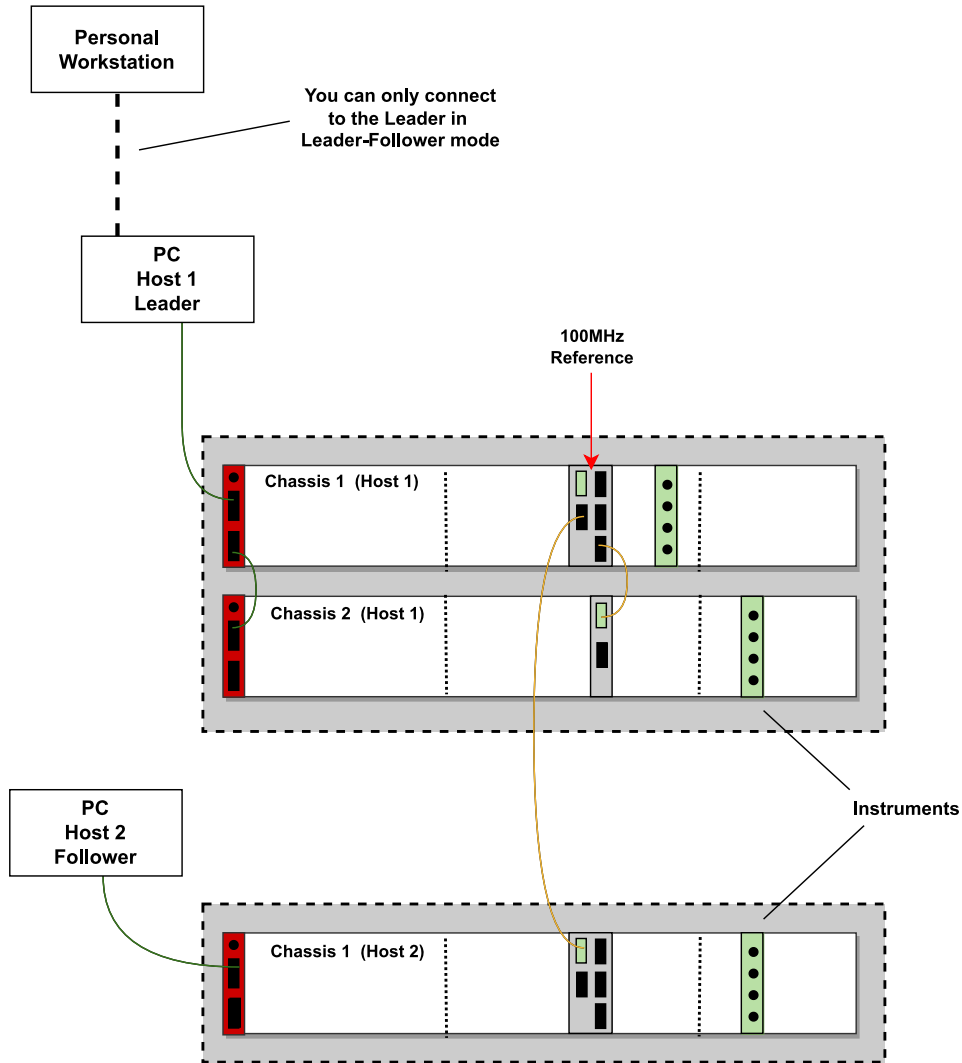 Personal
Workstation
You can only connect
to the Leader in
Leader-Follower mode
PC
Host 1
Leader
100MHz
Reference
Chassis 1  (Host 1)
Chassis 2  (Host 1)
PC
Host 2
Follower
Instruments
Chassis 1  (Host 2)